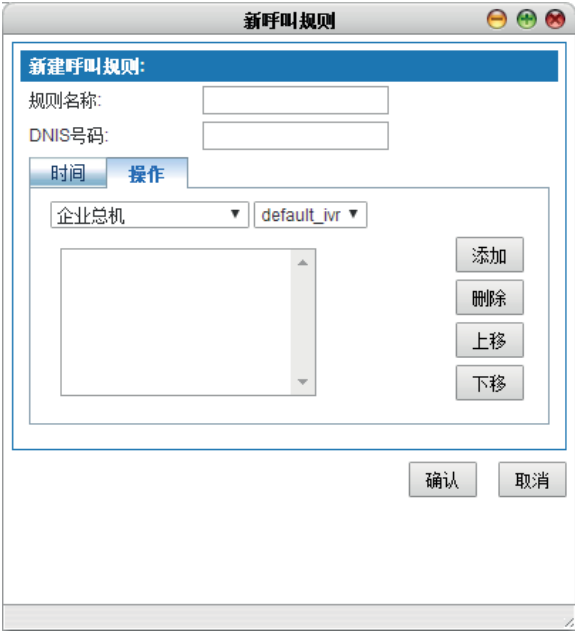 新呼叫规则
新建呼叫规则:
规则名称:
DNIS号码:
时间 操作
企业总机 default_ivr
添加
删除
上移
下移
确认 取消